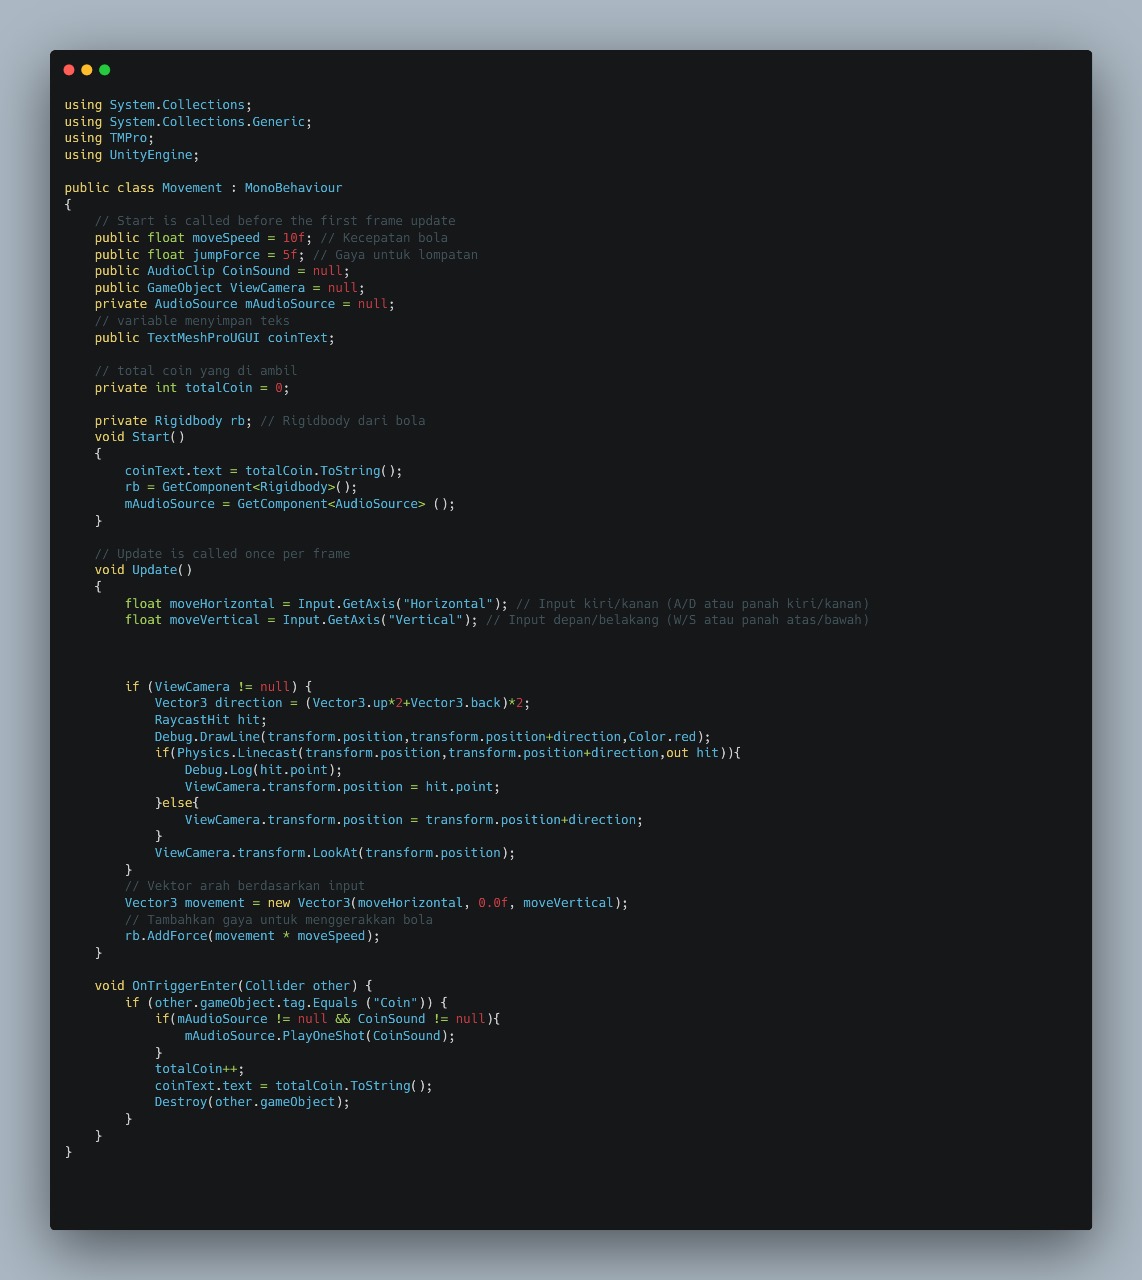 using System.Collections;
using System.Collections.Generic;
using TMPro;
using UnityEngine;

public class Movement : MonoBehaviour
{
    // Start is called before the first frame update
    public float moveSpeed = 10f; // Kecepatan bola
    public float jumpForce = 5f; // Gaya untuk lompatan
    public AudioClip CoinSound = null;
    public GameObject ViewCamera = null;
    private AudioSource mAudioSource = null;
    // variable menyimpan teks
    public TextMeshProUGUI coinText;

    // total coin yang di ambil
    private int totalCoin = 0;

    private Rigidbody rb; // Rigidbody dari bola
    void Start()
    {
        coinText.text = totalCoin.ToString();
        rb = GetComponent<Rigidbody>();
        mAudioSource = GetComponent<AudioSource> ();
    }

    // Update is called once per frame
    void Update()
    {
        float moveHorizontal = Input.GetAxis("Horizontal"); // Input kiri/kanan (A/D atau panah kiri/kanan)
        float moveVertical = Input.GetAxis("Vertical"); // Input depan/belakang (W/S atau panah atas/bawah)



        if (ViewCamera != null) {
            Vector3 direction = (Vector3.up*2+Vector3.back)*2;
            RaycastHit hit;
            Debug.DrawLine(transform.position,transform.position+direction,Color.red);
            if(Physics.Linecast(transform.position,transform.position+direction,out hit)){
                Debug.Log(hit.point);
                ViewCamera.transform.position = hit.point;
            }else{
                ViewCamera.transform.position = transform.position+direction;
            }
            ViewCamera.transform.LookAt(transform.position);
        }
        // Vektor arah berdasarkan input
        Vector3 movement = new Vector3(moveHorizontal, 0.0f, moveVertical);
        // Tambahkan gaya untuk menggerakkan bola
        rb.AddForce(movement * moveSpeed);
    }

    void OnTriggerEnter(Collider other) {
        if (other.gameObject.tag.Equals ("Coin")) {
            if(mAudioSource != null && CoinSound != null){
                mAudioSource.PlayOneShot(CoinSound);
            }
            totalCoin++;
            coinText.text = totalCoin.ToString();
            Destroy(other.gameObject);
        }
    }
}